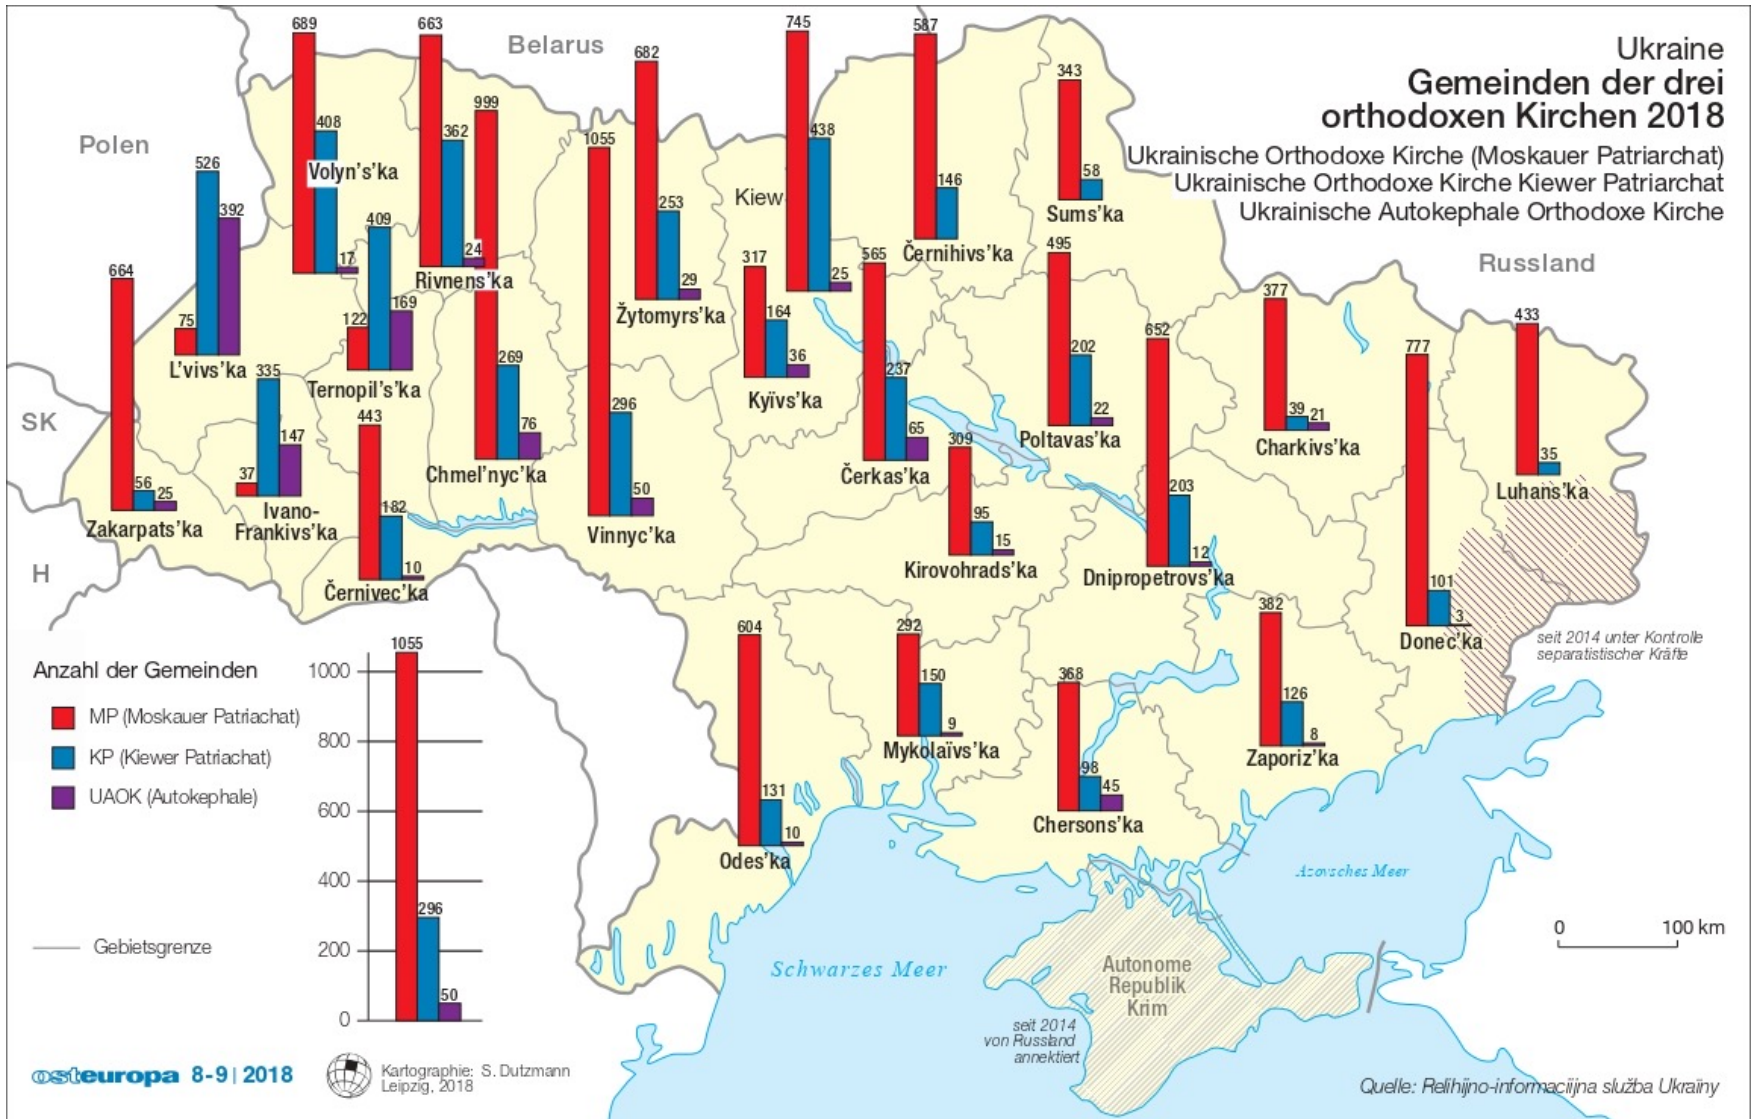 Ukraine
Gemeinden der drei
orthodoxen Kirchen 2018
Ukrainische Orthodoxe Kirche (Moskauer Patriarchat)
Ukrainische Orthodoxe Kirche Kiewer Patriarchat
Ukrainische Autokephale Orthodoxe Kirche
Belarus
Polen
Russland
SK
H
689
408
17
Volyn's'ka
663
362
24
Rivnens'ka
999
269
76
Chmel'nyc'ka
682
253
29
Žytomyrs'ka
1055
296
50
Vinnyc'ka
Kiew
745
438
25
317
164
36
Kyïvs'ka
587
146
Černihivs'ka
343
58
Sums'ka
526
75
392
L'vivs'ka
409
122
169
Ternopil's'ka
664
56
25
Zakarpats'ka
335
37
147
Ivano-
Frankivs'ka
443
182
10
Černivec'ka
565
237
65
Čerkas'ka
495
202
22
Poltavas'ka
309
95
15
Kirovohrads'ka
652
203
12
Dnipropetrovs'ka
377
39
21
Charkivs'ka
433
35
Luhans'ka
777
101
3
Donec'ka
seit 2014 unter Kontrolle
separatistischer Kräfte
604
131
10
Odes'ka
292
150
9
Mykolaïvs'ka
368
98
45
Chersons'ka
382
126
8
Zaporiz'ka
Azovsches Meer
Schwarzes Meer
Autonome
Republik
Krim
seit 2014
von Russland
annektiert
0 100 km
Anzahl der Gemeinden
MP (Moskauer Patriachat)
KP (Kiewer Patriachat)
UAOK (Autokephale)
Gebietsgrenze
1055
296
50
1000
800
600
400
200
0
osteuropa 8-9 | 2018
Kartographie: S. Dutzmann
Leipzig, 2018
Quelle: Relihijno-informaciijna služba Ukraïny